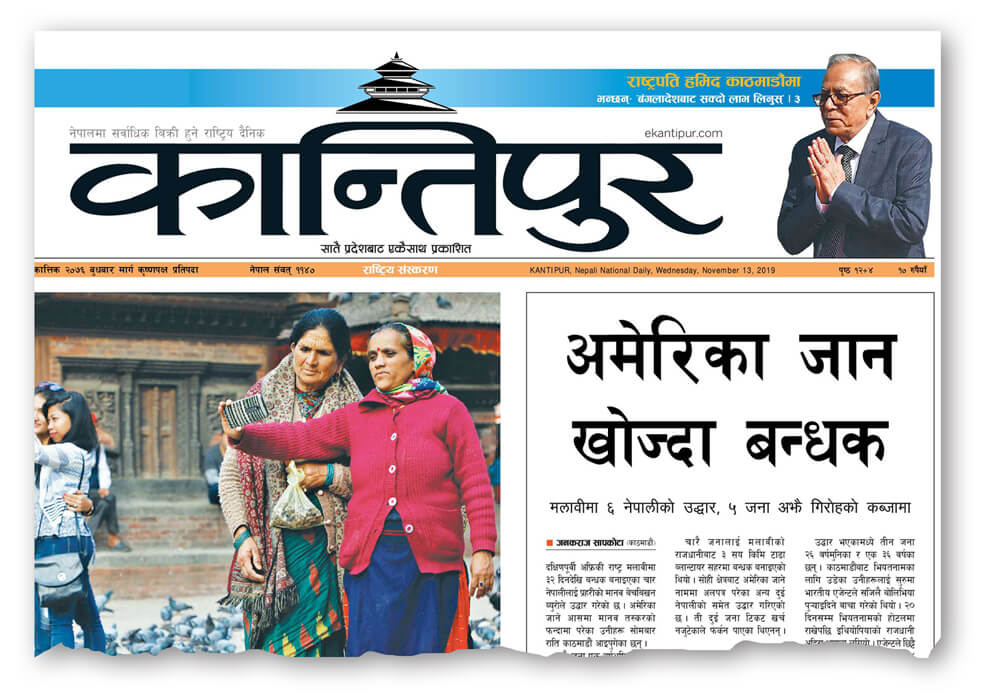 राष्ट्रपति हमिद काठमाडौंमा
भन्छन्- 'बंगलादेशबाट सक्दो लाभ लिनुस्' । ३
नेपालमा सर्वाधिक विक्री हुने राष्ट्रिय दैनिक
ekantipur.com
कान्तिपुर
सातै प्रदेशबाट एकैसाथ प्रकाशित
कात्तिक २०७६ बुधबार मार्ग कृष्णपक्ष प्रतिपदा नेपाल संवत् ११४० राष्ट्रिय संस्करण KANTIPUR, Nepali National Daily, Wednesday, November 13, 2019 पृष्ठ १२+४ १० रुपैयाँ
अमेरिका जान
खोज्दा बन्धक
मलावीमा ६ नेपालीको उद्धार, ५ जना अझै गिरोहको कब्जामा
जनकराज सापकोटा (काठमाडौं)
दक्षिणपूर्वी अफ्रिकी राष्ट्र मलावीमा
३२ दिनदेखि बन्धक बनाइएका चार
नेपालीलाई प्रहरीको मानव बेचबिखन
ब्युरोले उद्धार गरेको छ । अमेरिका
जाने आसमा मानव तस्करको
फन्दामा परेका उनीहरू सोमबार
राति काठमाडौं आइपुगेका छन् ।
चारै जनालाई मलावीको
राजधानीबाट ३ सय किमि टाढा
ब्लान्टायर सहरमा बन्धक बनाइएको
थियो । सोही क्षेत्रबाट अमेरिका जाने
नाममा अलपत्र परेका अन्य दुई
नेपालीको समेत उद्धार गरिएको
छ । ती दुई जना टिकट खर्च
नजुटेकाले फर्कन पाएका थिएनन् ।
उद्धार भएकामध्ये तीन जना
२६ वर्षमुनिका र एक ३६ वर्षका
छन् । काठमाडौंबाट भियतनामका
लागि उडेका उनीहरूलाई सुरुमा
भारतीय एजेन्टले सजिलै बोलिभिया
पुर्‍याइदिने बाचा गरेको थियो । २०
दिनसम्म भियतनामको होटलमा
राखेपछि इथियोपियाको राजधानी